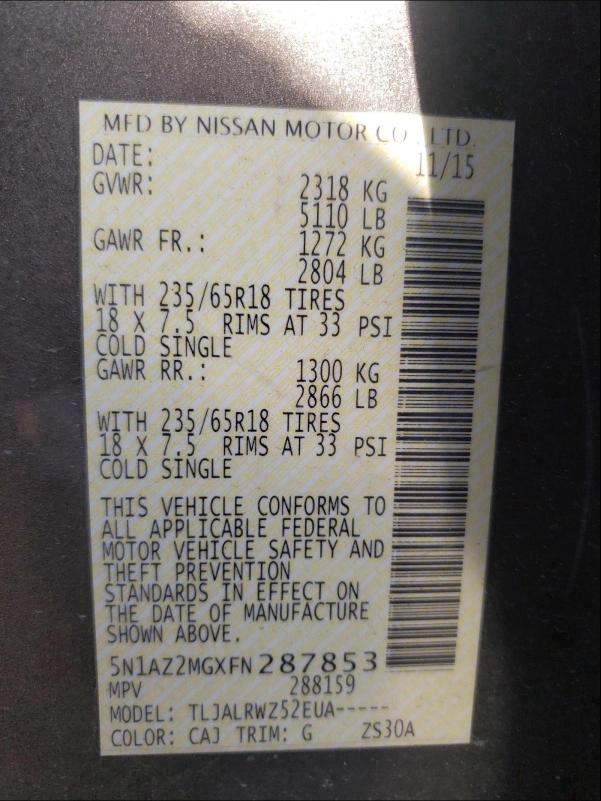 MFD BY NISSAN MOTOR CO., LTD.
DATE: 11/15
GVWR: 2318 KG
5110 LB
GAWR FR.: 1272 KG
2804 LB
WITH 235/65R18 TIRES
18 X 7.5 RIMS AT 33 PSI
COLD SINGLE
GAWR RR.: 1300 KG
2866 LB
WITH 235/65R18 TIRES
18 X 7.5 RIMS AT 33 PSI
COLD SINGLE
THIS VEHICLE CONFORMS TO
ALL APPLICABLE FEDERAL
MOTOR VEHICLE SAFETY AND
THEFT PREVENTION
STANDARDS IN EFFECT ON
THE DATE OF MANUFACTURE
SHOWN ABOVE.
5N1AZ2MGXFN287853
MPV 288159
MODEL: TLJALRWZ52EUA-----
COLOR: CAJ TRIM: G ZS30A